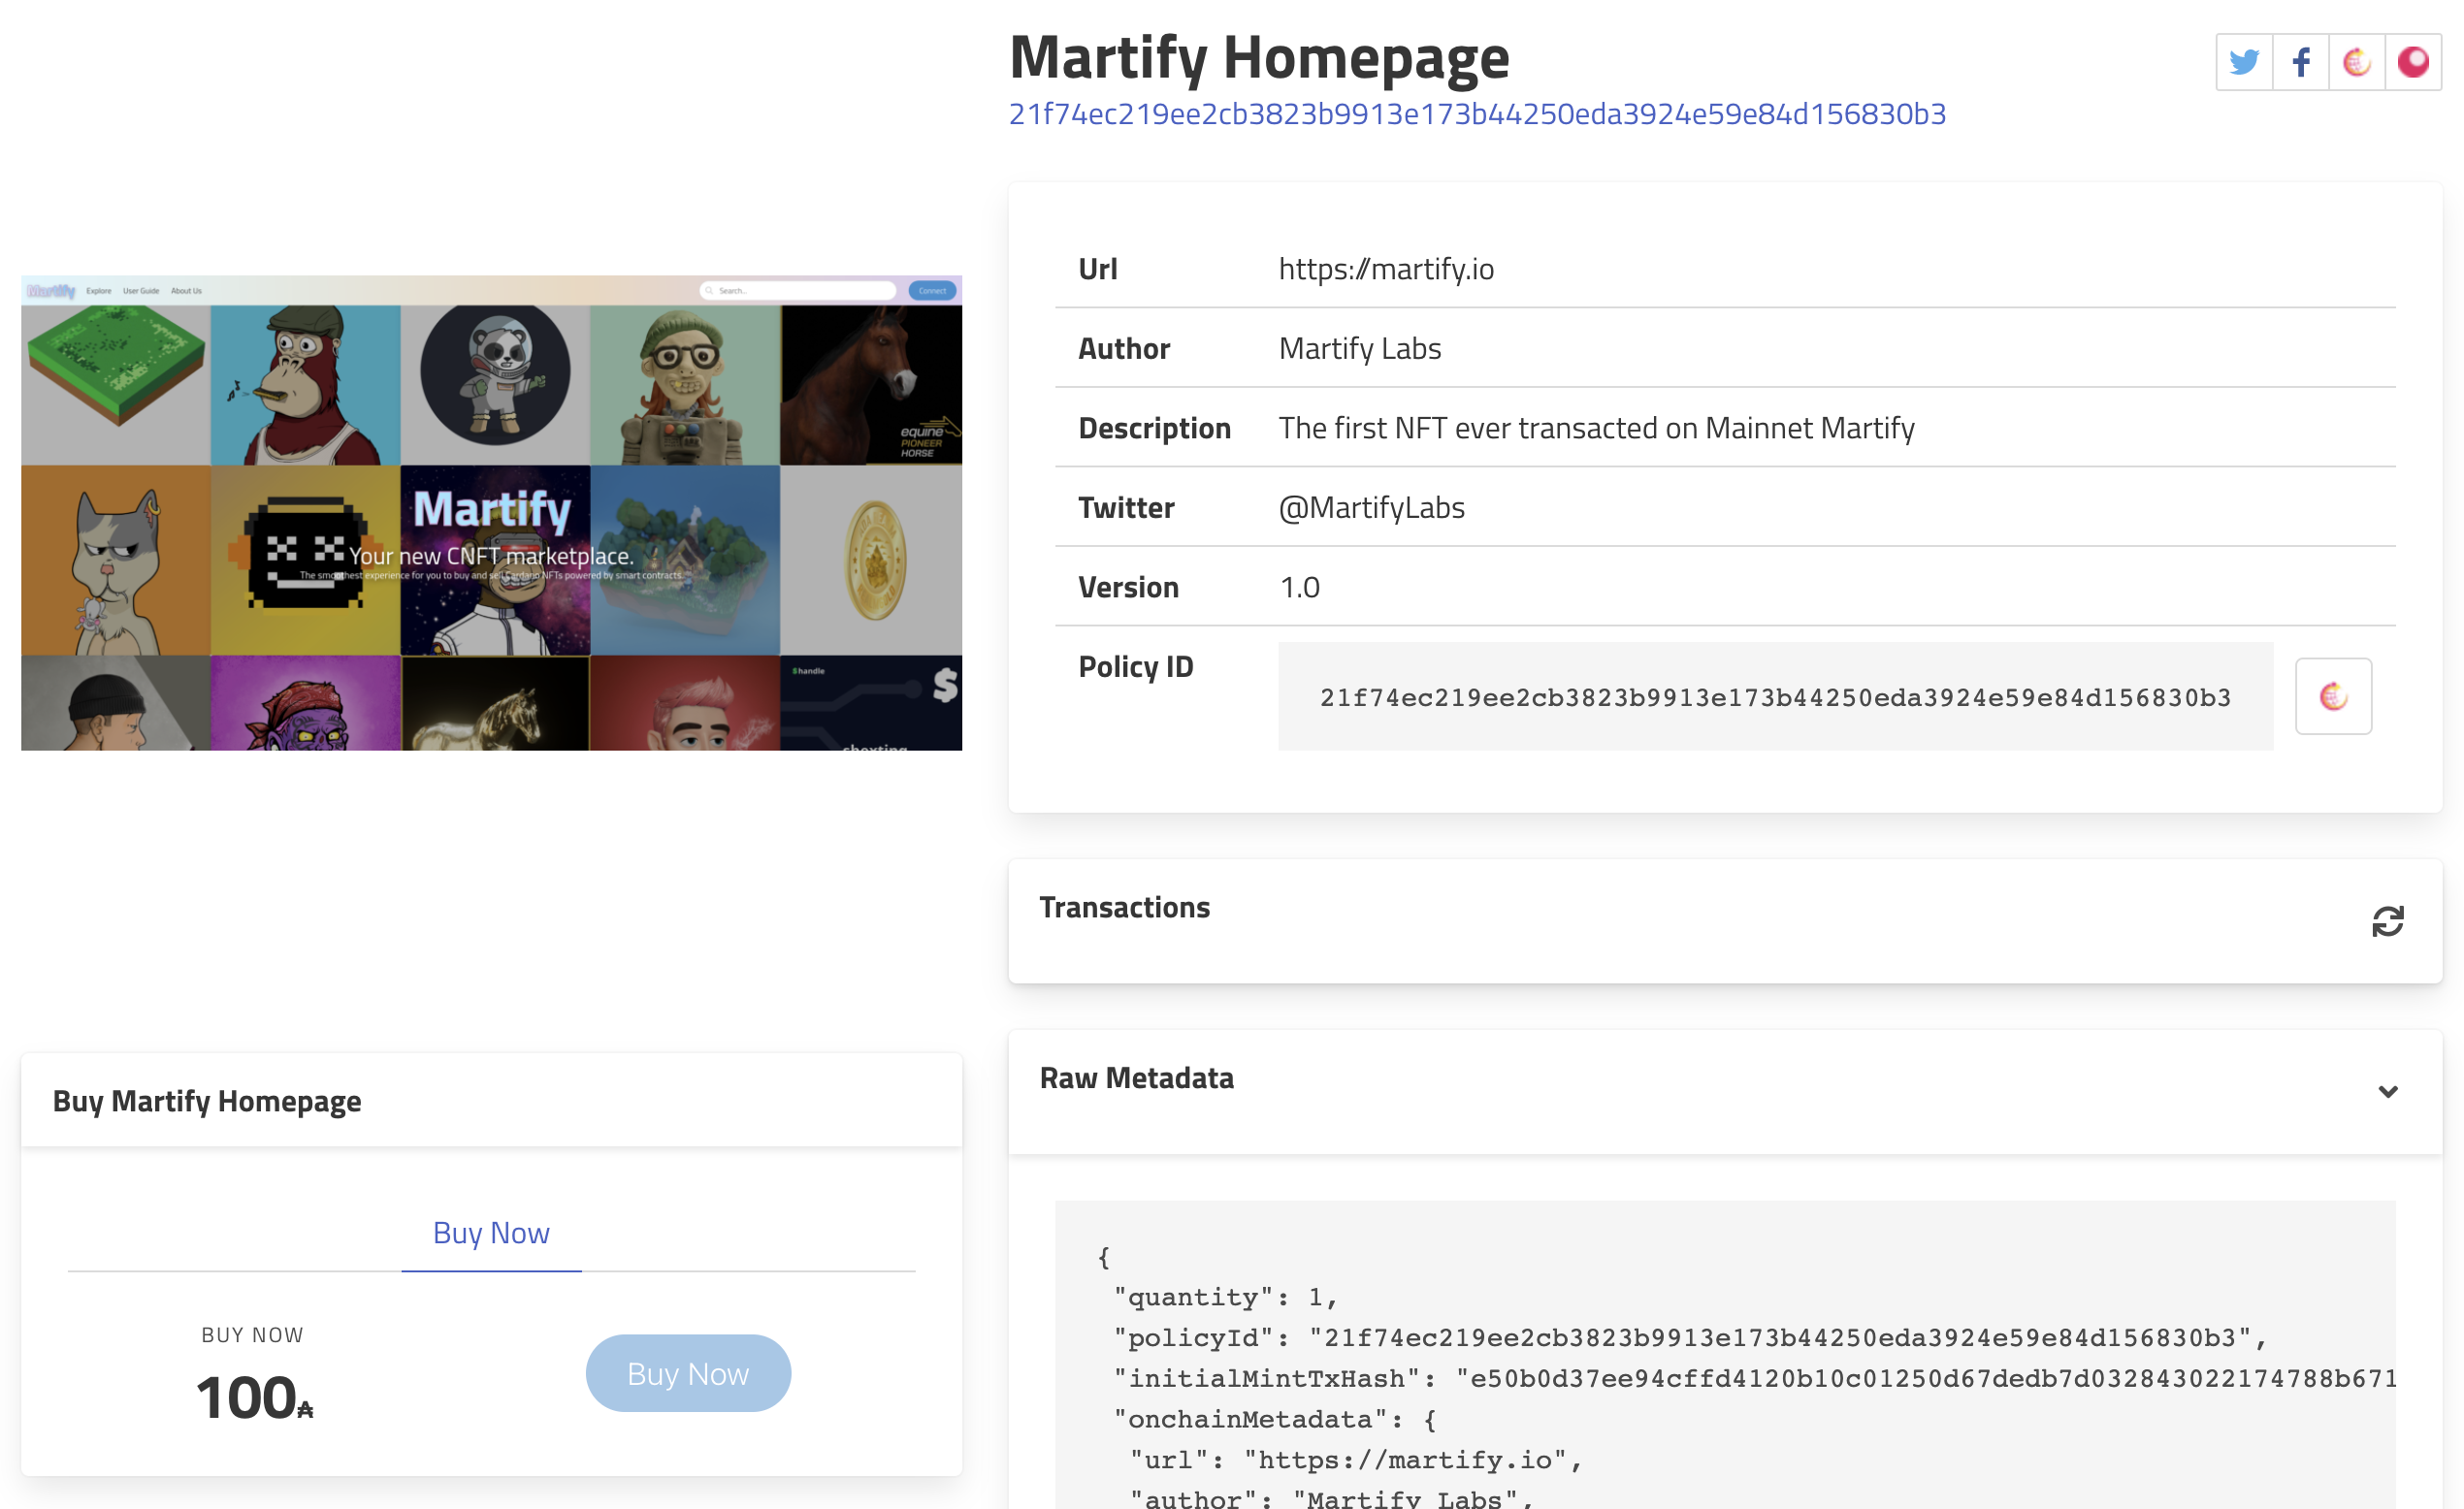 Martify Homepage
21f74ec219ee2cb3823b9913e173b44250eda3924e59e84d156830b3
Martify Explore User Guide About Us Search.. Connect
equine
PIONEER
HORSE
Martify
Your new CNFT marketplace.
The smoothest experience for you to buy and sell Cardano NFTs powered by smart contracts.
$handle
$
Url https://martify.io
Author Martify Labs
Description The first NFT ever transacted on Mainnet Martify
Twitter @MartifyLabs
Version 1.0
Policy ID 21f74ec219ee2cb3823b9913e173b44250eda3924e59e84d156830b3
Transactions
Buy Martify Homepage
Buy Now
BUY NOW
100₳
Buy Now
Raw Metadata
{
"quantity": 1,
"policyId": "21f74ec219ee2cb3823b9913e173b44250eda3924e59e84d156830b3",
"initialMintTxHash": "e50b0d37ee94cffd4120b10c01250d67dedb7d032843022174788b671
"onchainMetadata": {
"url": "https://martify.io",
"author": "Martify Labs",